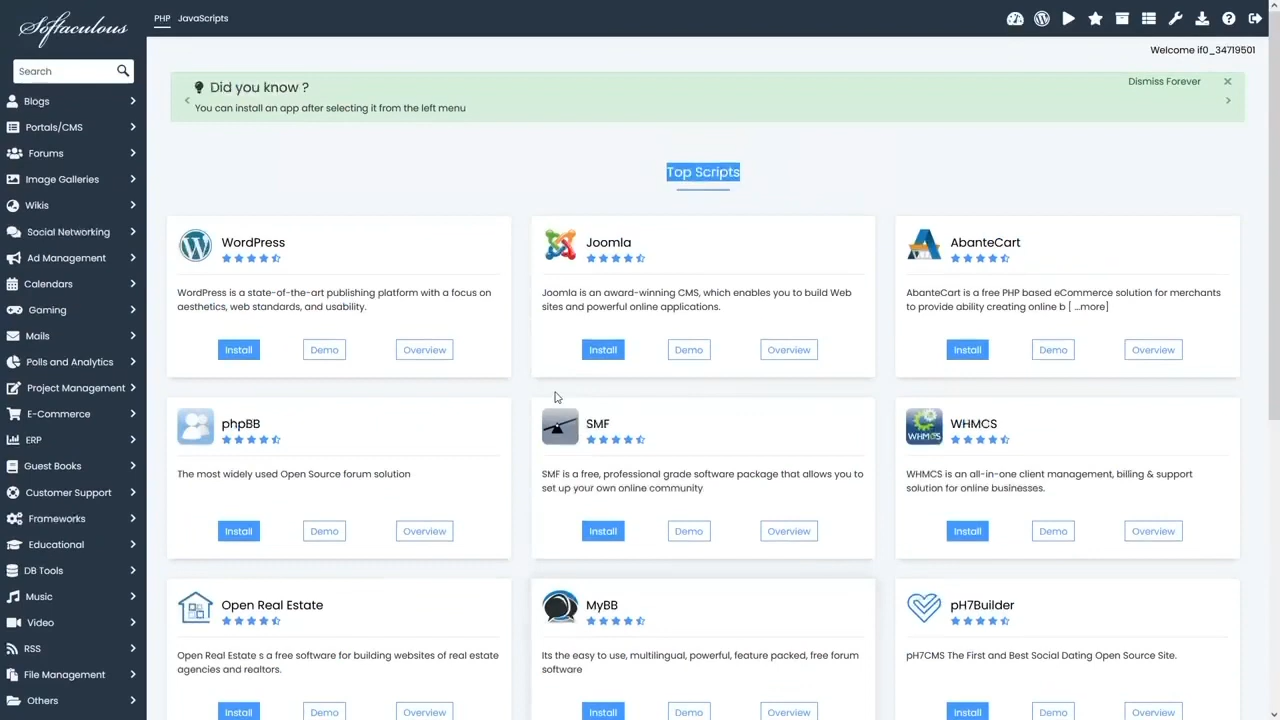 Softaculous
PHP JavaScripts
Welcome if0_34719501
Search
Blogs
Portals/CMS
Forums
Image Galleries
Wikis
Social Networking
Ad Management
Calendars
Gaming
Mails
Polls and Analytics
Project Management
E-Commerce
ERP
Guest Books
Customer Support
Frameworks
Educational
DB Tools
Music
Video
RSS
File Management
Others
Did you know ?
Dismiss Forever
You can install an app after selecting it from the left menu
Top Scripts
WordPress
WordPress is a state-of-the-art publishing platform with a focus on
aesthetics, web standards, and usability.
Install Demo Overview
Joomla
Joomla is an award-winning CMS, which enables you to build Web
sites and powerful online applications.
Install Demo Overview
AbanteCart
AbanteCart is a free PHP based eCommerce solution for merchants
to provide ability creating online b [ ...more]
Install Demo Overview
phpBB
The most widely used Open Source forum solution
Install Demo Overview
SMF
SMF is a free, professional grade software package that allows you to
set up your own online community
Install Demo Overview
WHMCS
WHMCS
WHMCS is an all-in-one client management, billing & support
solution for online businesses.
Install Demo Overview
Open Real Estate
Open Real Estate s a free software for building websites of real estate
agencies and realtors.
Install Demo Overview
MyBB
Its the easy to use, multilingual, powerful, feature packed, free forum
software
Install Demo Overview
pH7Builder
pH7CMS The First and Best Social Dating Open Source Site.
Install Demo Overview